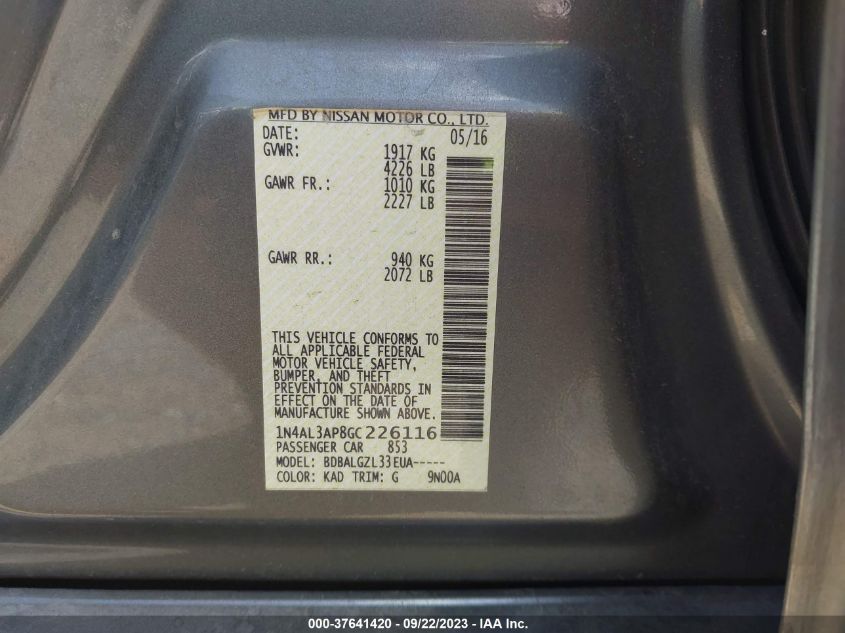 MFD BY NISSAN MOTOR CO., LTD.
DATE: 05/16
GVWR: 1917 KG
4226 LB
GAWR FR.: 1010 KG
2227 LB
GAWR RR.: 940 KG
2072 LB
THIS VEHICLE CONFORMS TO
ALL APPLICABLE FEDERAL
MOTOR VEHICLE SAFETY,
BUMPER, AND THEFT
PREVENTION STANDARDS IN
EFFECT ON THE DATE OF
MANUFACTURE SHOWN ABOVE.
1N4AL3AP8GC226116
PASSENGER CAR 853
MODEL: BDBALGZL33EUA-----
COLOR: KAD TRIM: G 9N00A
000-37641420 - 09/22/2023 - IAA Inc.